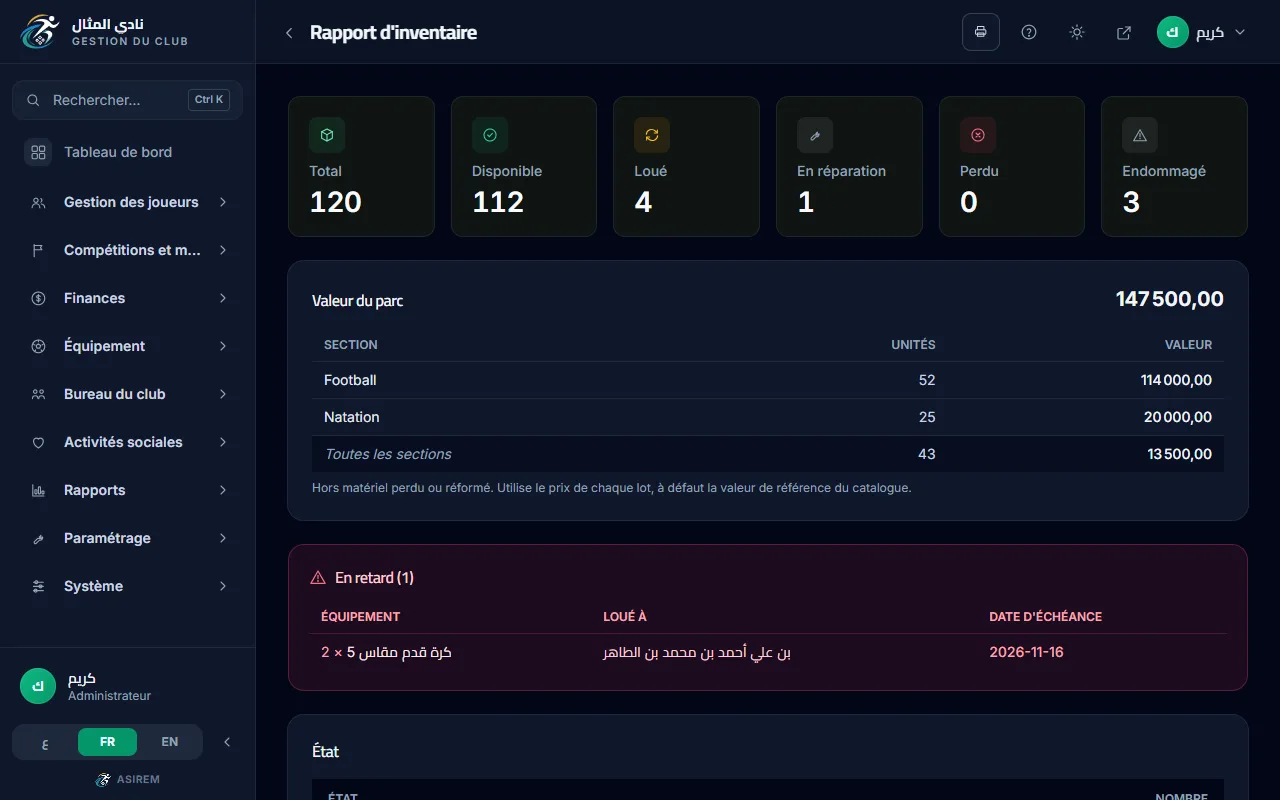 نادي المثال
GESTION DU CLUB
Rechercher...
Ctrl K
Tableau de bord
Gestion des joueurs
Compétitions et m...
Finances
Équipement
Bureau du club
Activités sociales
Rapports
Paramétrage
Système
ك
كريم
Administrateur
ع
FR
EN
ASIREM
Rapport d'inventaire
ك
كريم
Total
120
Disponible
112
Loué
4
En réparation
1
Perdu
0
Endommagé
3
Valeur du parc
147 500,00
SECTION UNITÉS VALEUR
Football 52 114 000,00
Natation 25 20 000,00
Toutes les sections 43 13 500,00
Hors matériel perdu ou réformé. Utilise le prix de chaque lot, à défaut la valeur de référence du catalogue.
En retard (1)
ÉQUIPEMENT LOUÉ À DATE D'ÉCHÉANCE
كرة قدم مقاس 5 × 2 بن علي أحمد بن محمد بن الطاهر 2026-11-16
État
ÉTAT NOMBRE